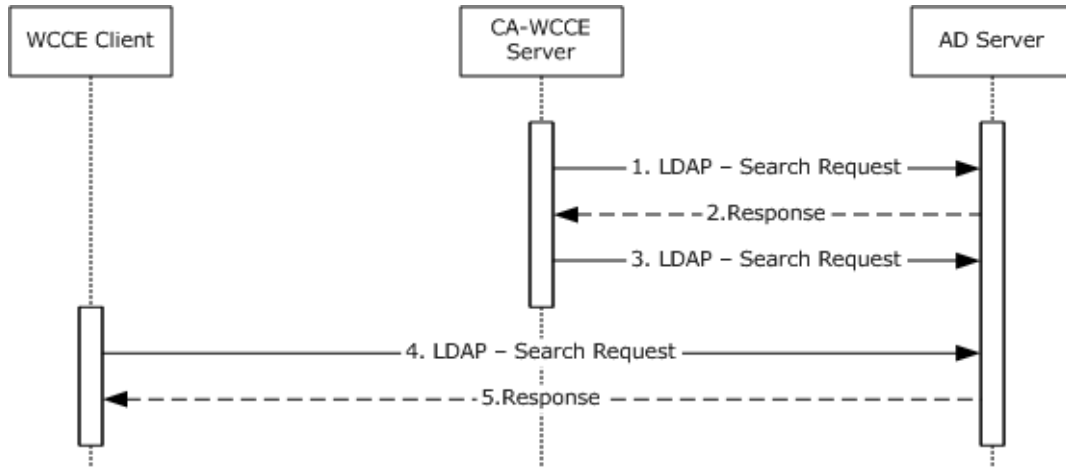 WCCE Client
CA-WCCE
Server
AD Server
1. LDAP – Search Request
2.Response
3. LDAP – Search Request
4. LDAP – Search Request
5.Response